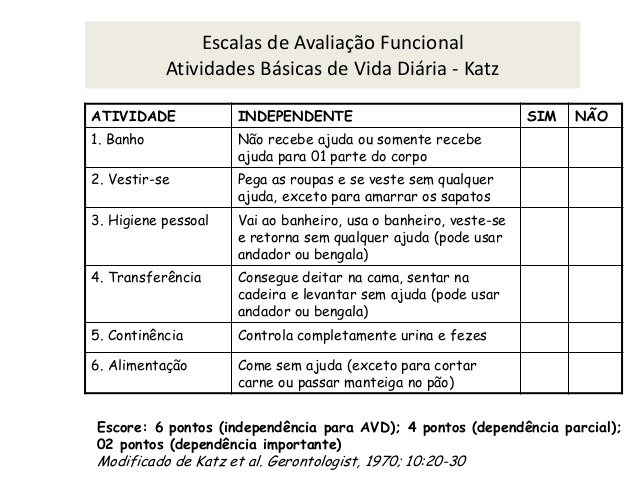 Escalas de Avaliação Funcional
Atividades Básicas de Vida Diária - Katz
ATIVIDADE INDEPENDENTE SIM NÃO
1. Banho Não recebe ajuda ou somente recebe
ajuda para 01 parte do corpo
2. Vestir-se Pega as roupas e se veste sem qualquer
ajuda, exceto para amarrar os sapatos
3. Higiene pessoal Vai ao banheiro, usa o banheiro, veste-se
e retorna sem qualquer ajuda (pode usar
andador ou bengala)
4. Transferência Consegue deitar na cama, sentar na
cadeira e levantar sem ajuda (pode usar
andador ou bengala)
5. Continência Controla completamente urina e fezes
6. Alimentação Come sem ajuda (exceto para cortar
carne ou passar manteiga no pão)
Escore: 6 pontos (independência para AVD); 4 pontos (dependência parcial);
02 pontos (dependência importante)
Modificado de Katz et al. Gerontologist, 1970; 10:20-30